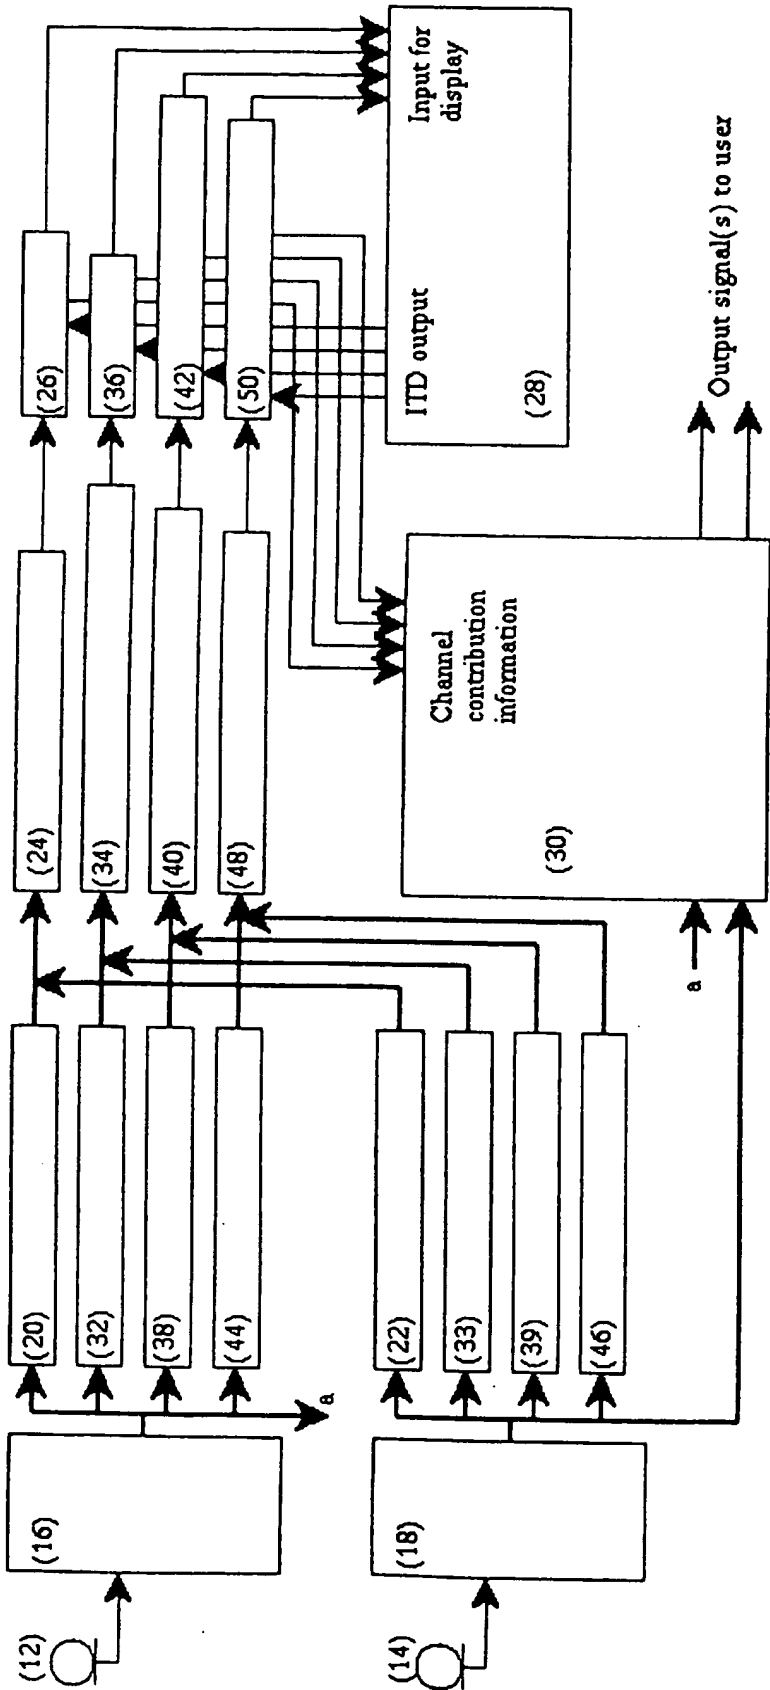 (12)
(16)
(20)
(32)
(38)
(44)
a
(24)
(34)
(40)
(48)
(26)
(36)
(42)
(50)
(14)
(18)
(22)
(33)
(39)
(46)
a
(30)
Channel
contribution
information
ITD output
(28)
Input for
display
Output signal(s) to user